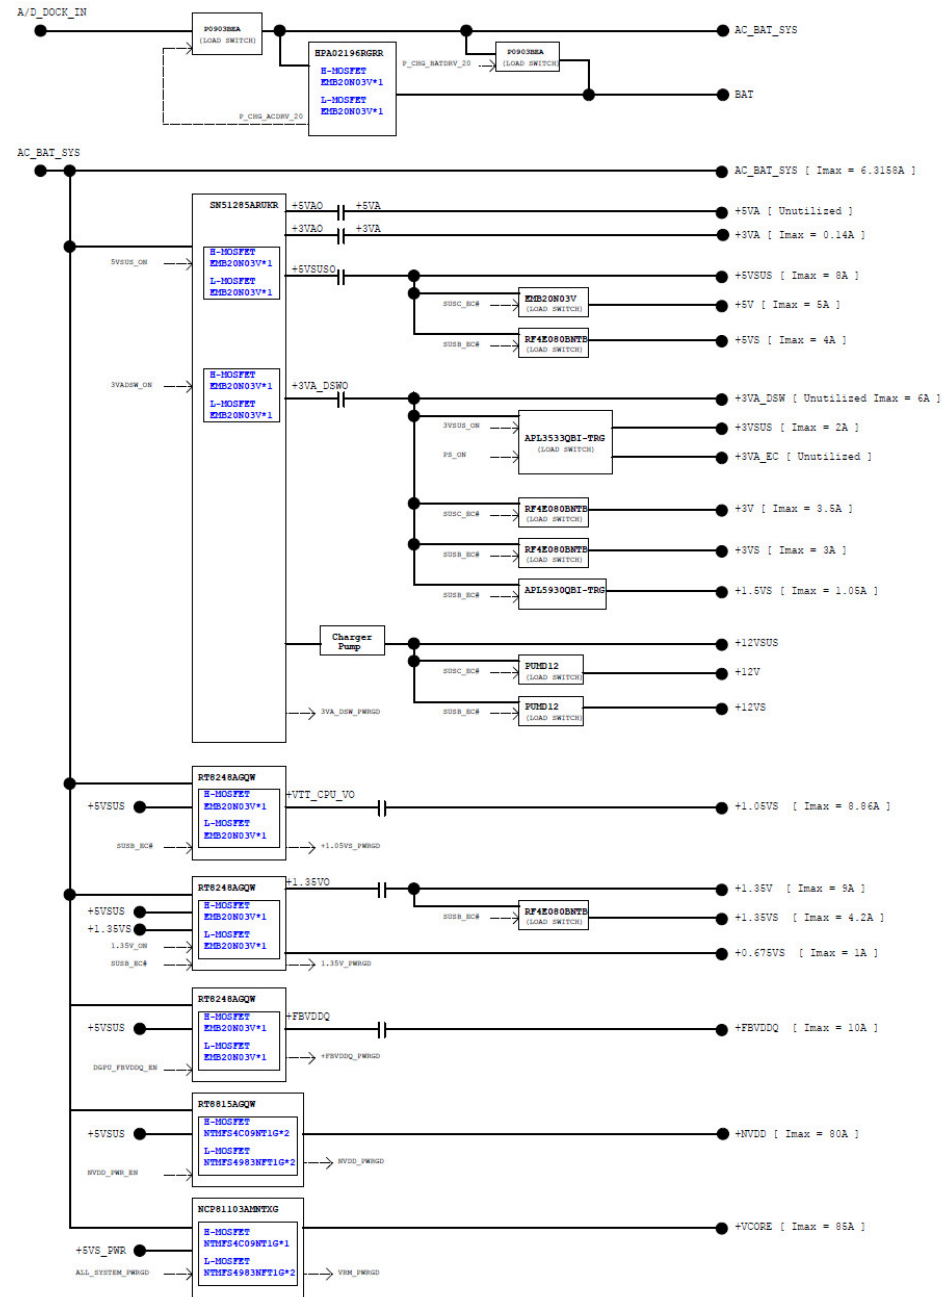 A/D_DOCK_IN
P0903BEA
(LOAD SWITCH)
AC_BAT_SYS
HPA02196RGRR
H-MOSFET
EMB20N03V*1
L-MOSFET
EMB20N03V*1
P_CHG_BATDRV_20
P0903BEA
(LOAD SWITCH)
BAT
P_CHG_ACDRV_20
AC_BAT_SYS
AC_BAT_SYS [ Imax = 6.3158A ]
SN51285ARUKR
+5VAO
+5VA
+5VA [ Unutilized ]
+3VAO
+3VA
+3VA [ Imax = 0.14A ]
5VSUS_ON
H-MOSFET
EMB20N03V*1
L-MOSFET
EMB20N03V*1
+5VSUSO
+5VSUS [ Imax = 8A ]
SUSC_EC#
EMB20N03V
(LOAD SWITCH)
+5V [ Imax = 5A ]
SUSB_EC#
RF4E080BNTB
(LOAD SWITCH)
+5VS [ Imax = 4A ]
3VADSW_ON
H-MOSFET
EMB20N03V*1
L-MOSFET
EMB20N03V*1
+3VA_DSWO
+3VA_DSW [ Unutilized Imax = 6A ]
3VSUS_ON
PS_ON
APL3533QBI-TRG
(LOAD SWITCH)
+3VSUS [ Imax = 2A ]
+3VA_EC [ Unutilized ]
SUSC_EC#
RF4E080BNTB
(LOAD SWITCH)
+3V [ Imax = 3.5A ]
SUSB_EC#
RF4E080BNTB
(LOAD SWITCH)
+3VS [ Imax = 3A ]
SUSB_EC#
APL5930QBI-TRG
+1.5VS [ Imax = 1.05A ]
Charger
Pump
+12VSUS
SUSC_EC#
PUMD12
(LOAD SWITCH)
+12V
SUSB_EC#
PUMD12
(LOAD SWITCH)
+12VS
3VA_DSW_PWRGD
RT8248AGQW
+5VSUS
SUSB_EC#
H-MOSFET
EMB20N03V*1
L-MOSFET
EMB20N03V*1
+VTT_CPU_VO
+1.05VS [ Imax = 8.86A ]
+1.05VS_PWRGD
RT8248AGQW
+5VSUS
+1.35VS
1.35V_ON
SUSB_EC#
H-MOSFET
EMB20N03V*1
L-MOSFET
EMB20N03V*1
+1.35VO
+1.35V [ Imax = 9A ]
SUSB_EC#
RF4E080BNTB
(LOAD SWITCH)
+1.35VS [ Imax = 4.2A ]
+0.675VS [ Imax = 1A ]
1.35V_PWRGD
RT8248AGQW
+5VSUS
DGPU_FBVDDQ_EN
H-MOSFET
EMB20N03V*1
L-MOSFET
EMB20N03V*1
+FBVDDQ
+FBVDDQ [ Imax = 10A ]
+FBVDDQ_PWRGD
RT8815AGQW
+5VSUS
NVDD_PWR_EN
H-MOSFET
NTMFS4C09NT1G*2
L-MOSFET
NTMFS4983NFT1G*2
+NVDD [ Imax = 80A ]
NVDD_PWRGD
NCP81103AMNTXG
+5VS_PWR
ALL_SYSTEM_PWRGD
H-MOSFET
NTMFS4C09NT1G*1
L-MOSFET
NTMFS4983NFT1G*2
+VCORE [ Imax = 85A ]
VRM_PWRGD